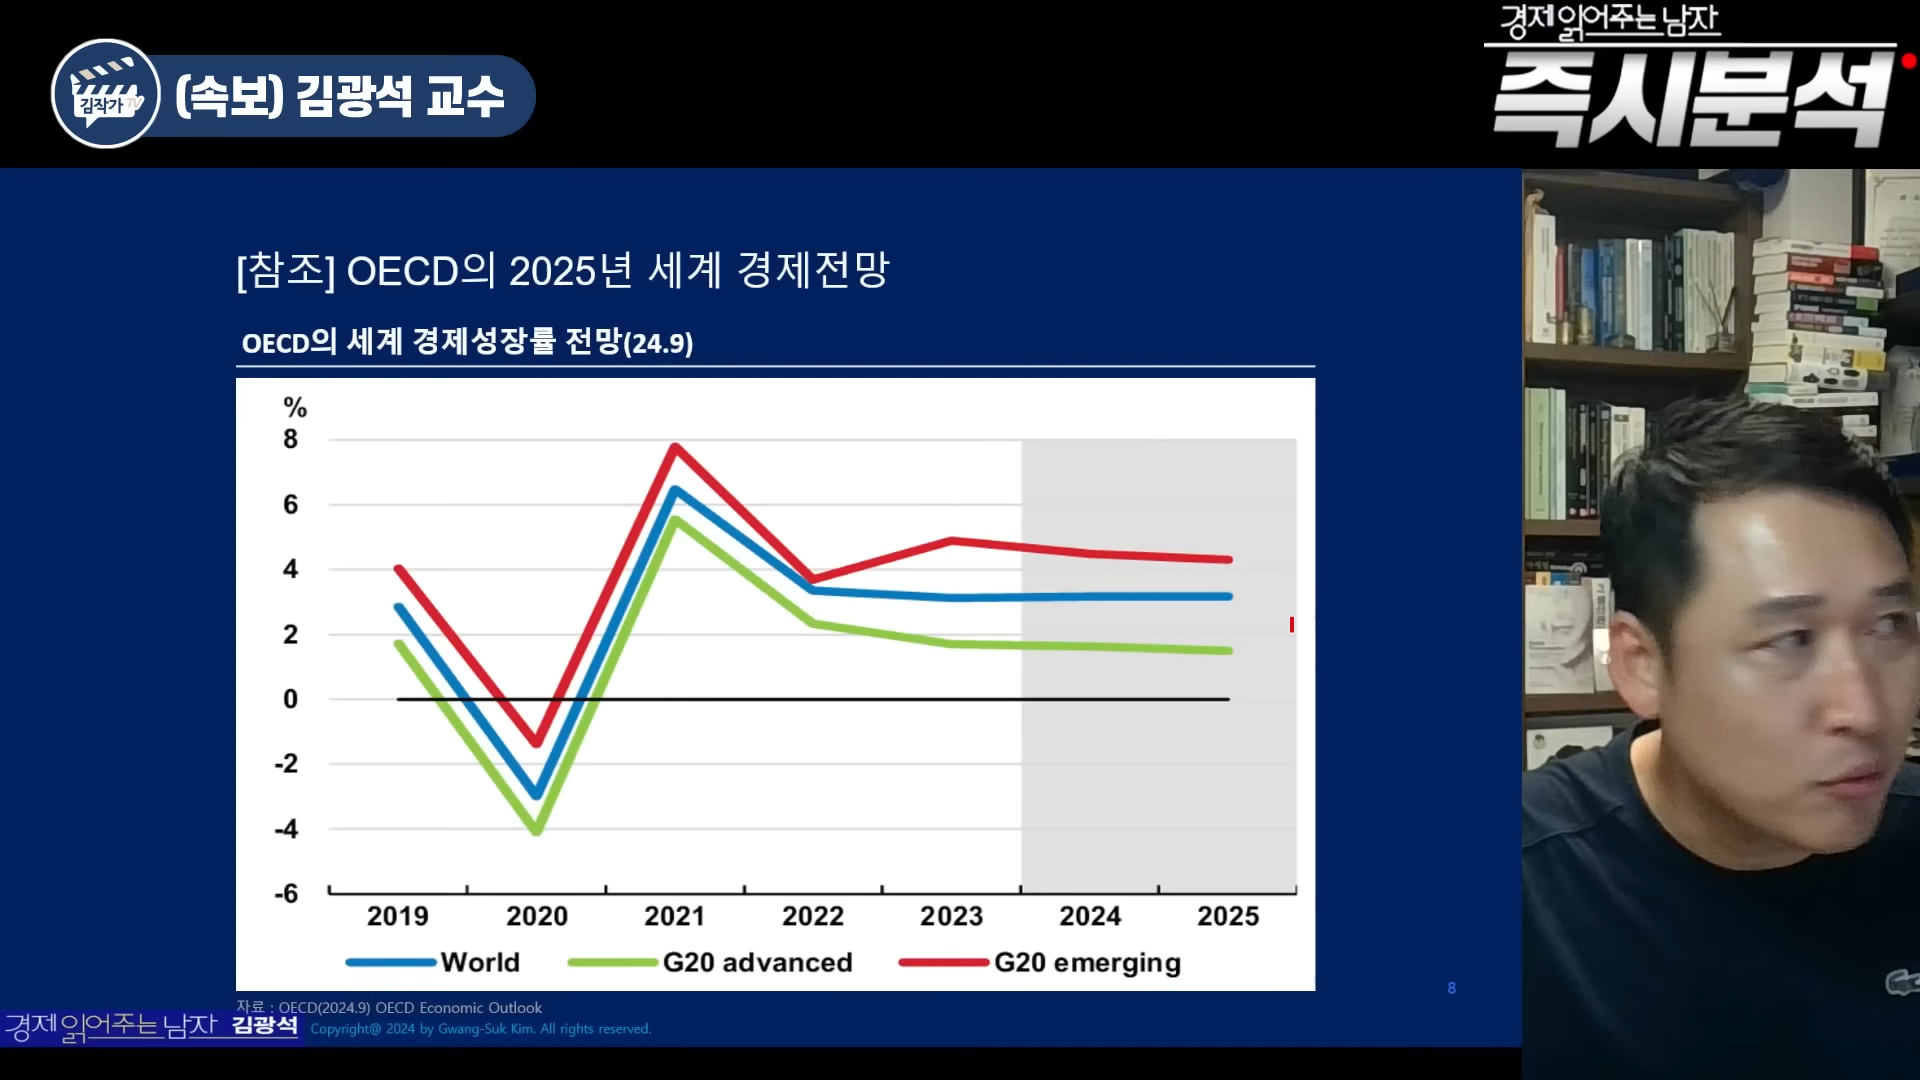 김작가 TV
(속보) 김광석 교수
경제 읽어주는 남자
즉시분석
[참조] OECD의 2025년 세계 경제전망
OECD의 세계 경제성장률 전망(24.9)
%
8
6
4
2
0
-2
-4
-6
2019 2020 2021 2022 2023 2024 2025
World G20 advanced G20 emerging
자료 : OECD(2024.9) OECD Economic Outlook
8
경제 읽어주는 남자 김광석
Copyright@ 2024 by Gwang-Suk Kim. All rights reserved.